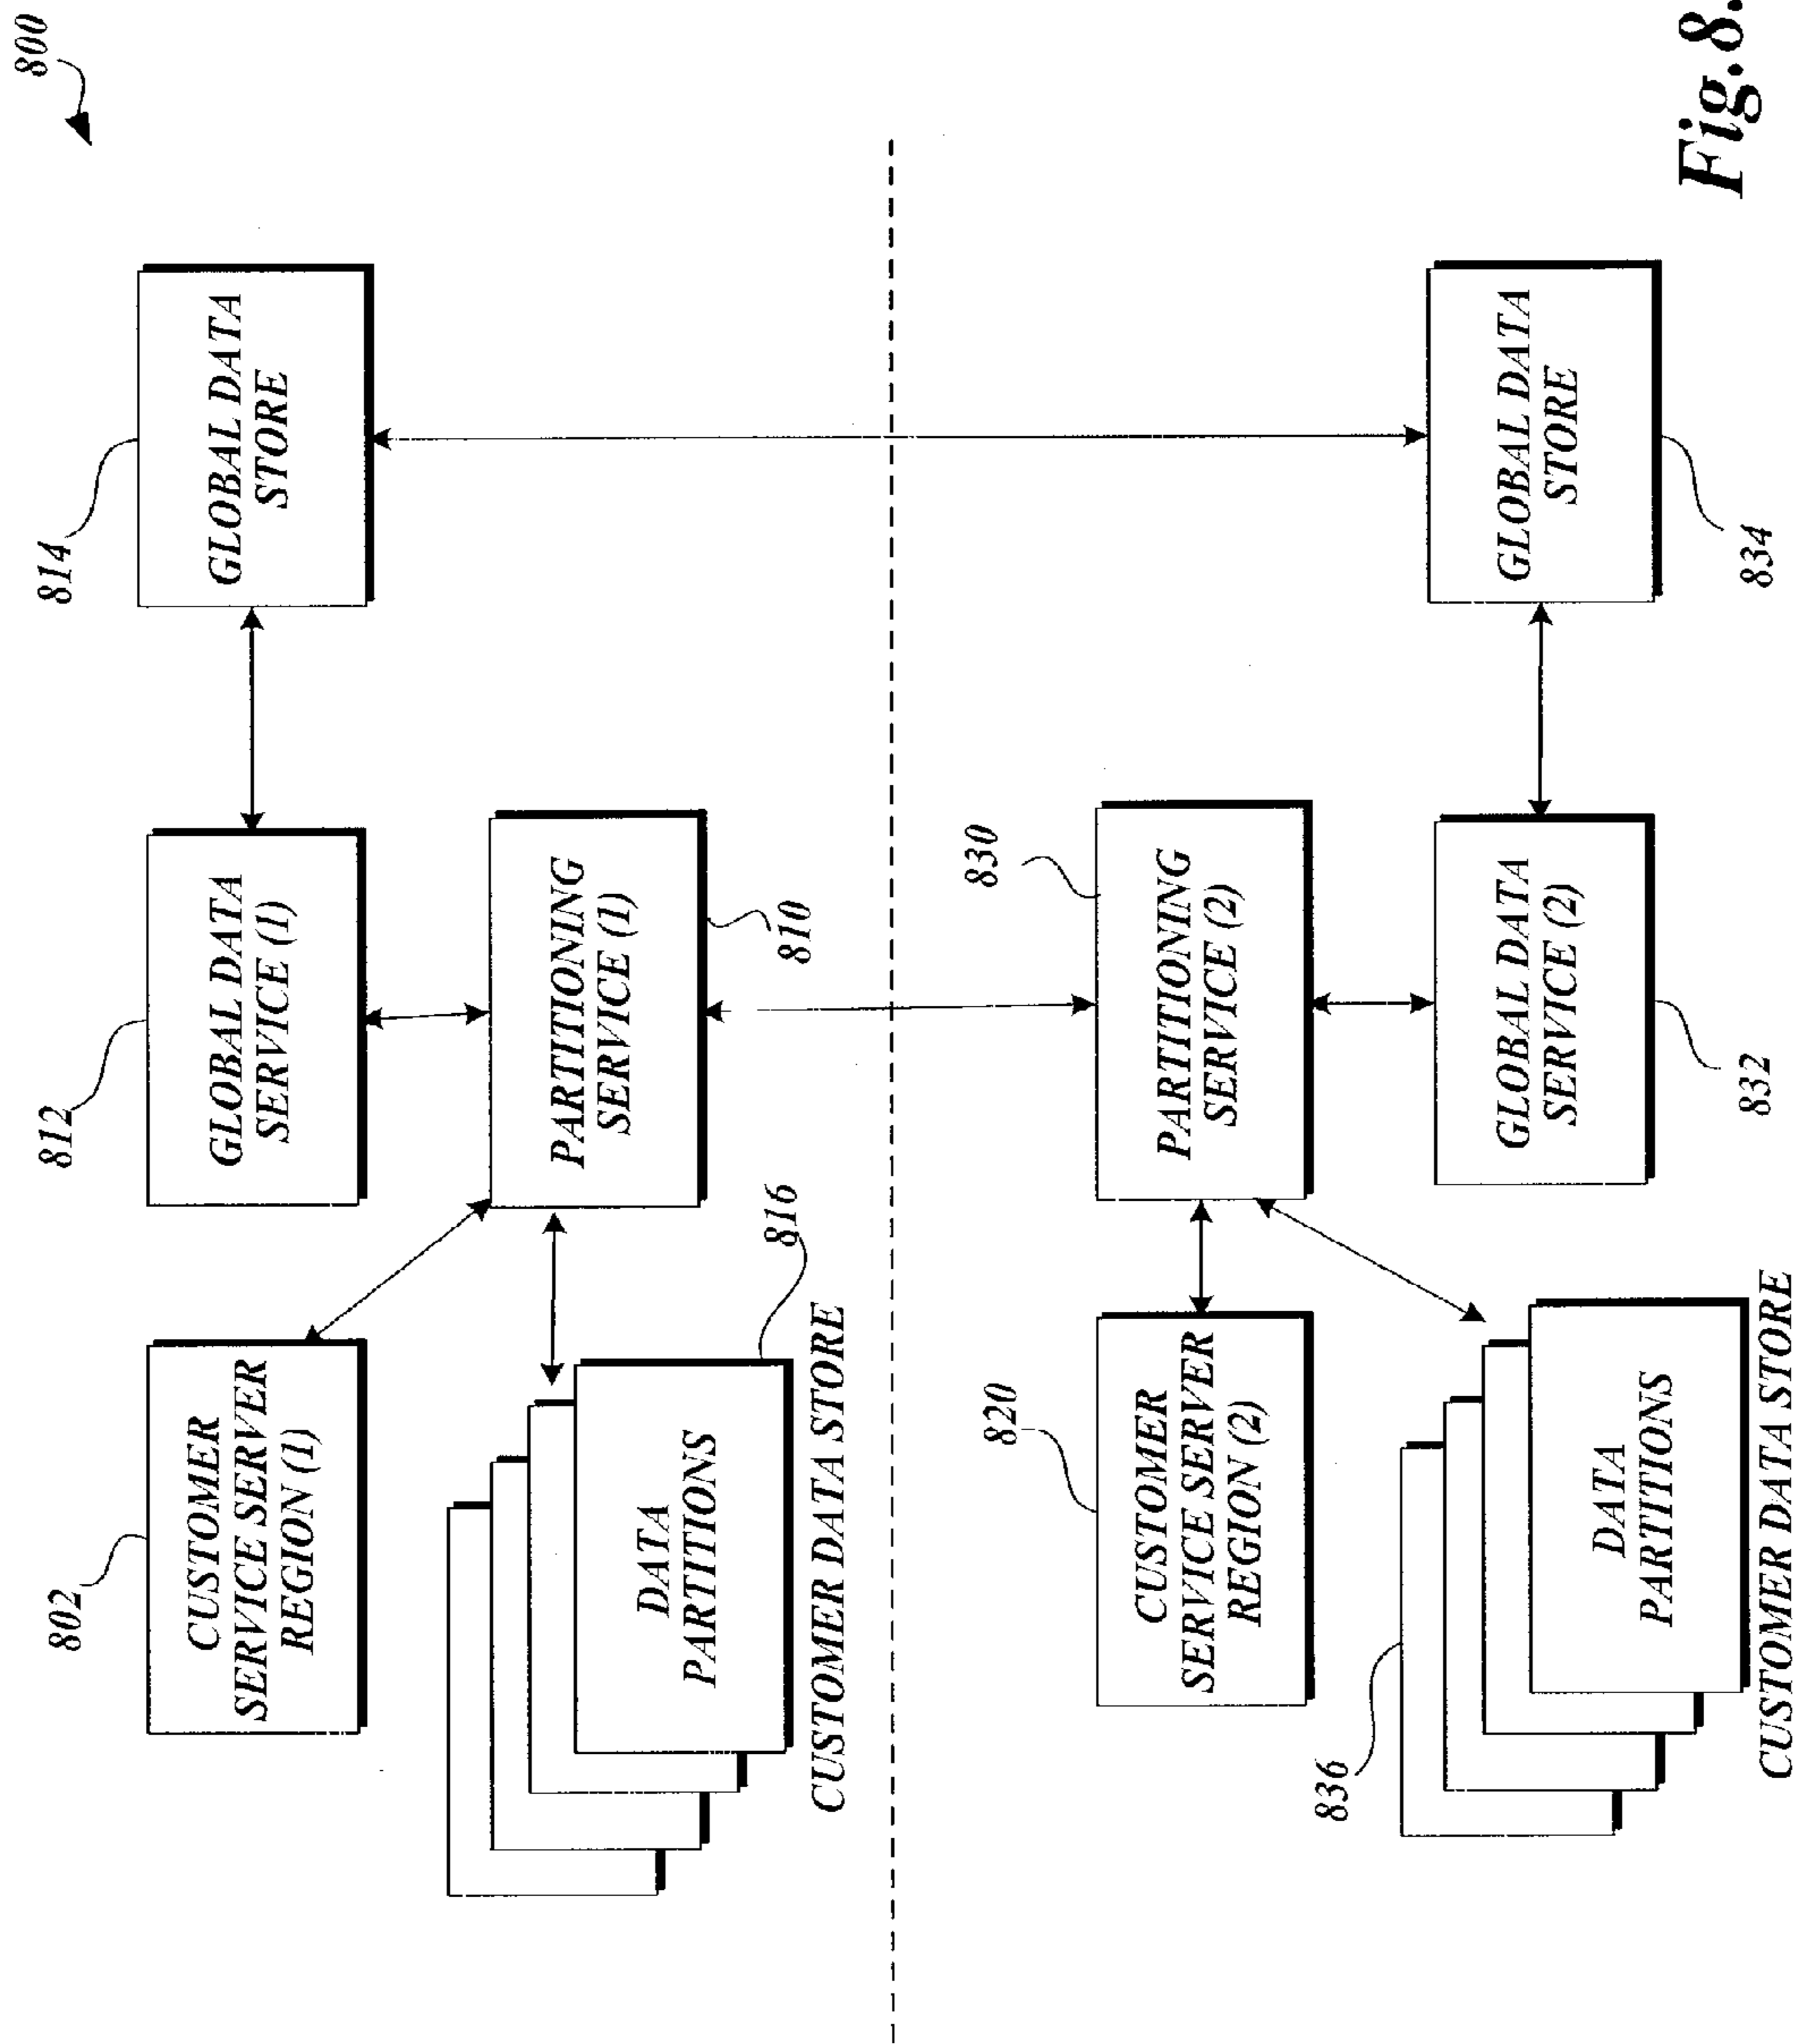 800
802
CUSTOMER
SERVICE SERVER
REGION (1)
812
GLOBAL DATA
SERVICE (1)
814
GLOBAL DATA
STORE
DATA
PARTITIONS
816
CUSTOMER DATA STORE
PARTITIONING
SERVICE (1)
810
820
CUSTOMER
SERVICE SERVER
REGION (2)
830
PARTITIONING
SERVICE (2)
836
DATA
PARTITIONS
CUSTOMER DATA STORE
GLOBAL DATA
SERVICE (2)
832
GLOBAL DATA
STORE
834
Fig.8.